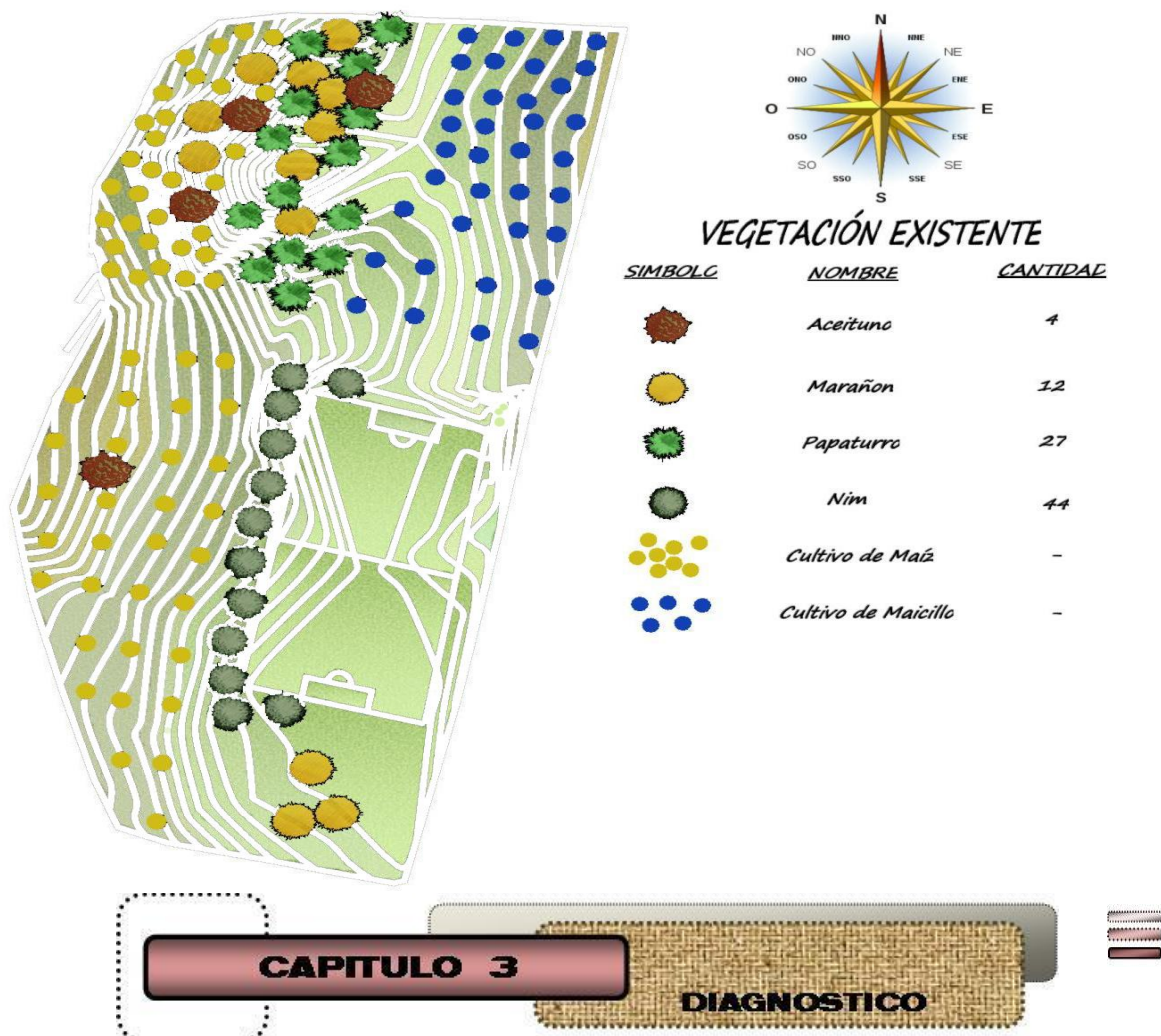 N
NNO NNE
NO NE
ONO ENE
O E
OSO ESE
SO SE
SSO SSE
S
VEGETACIÓN EXISTENTE
SIMBOLO NOMBRE CANTIDAD
Aceituno 4
Marañon 12
Papaturro 27
Nim 44
Cultivo de Maíz -
Cultivo de Maicillo -
CAPITULO 3
DIAGNOSTICO